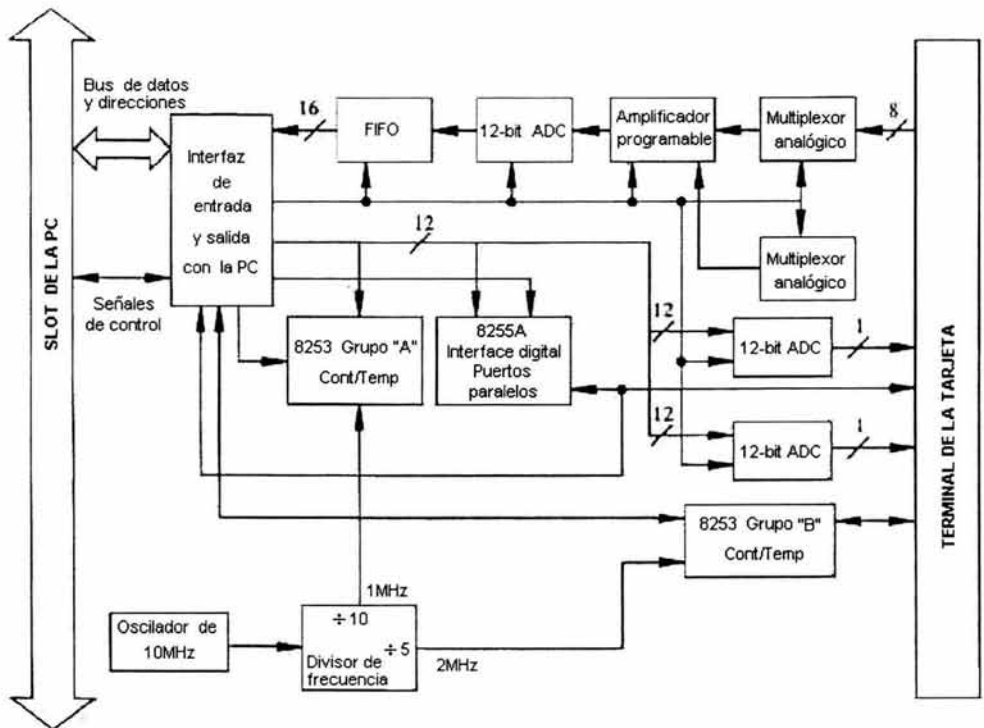 SLOT DE LA PC
Bus de datos
y direcciones
Señales
de control
Interfaz
de
entrada
y salida
con la PC
16
FIFO
12-bit ADC
Amplificador
programable
Multiplexor
analógico
8
Multiplexor
analógico
12
8253 Grupo "A"
Cont/Temp
8255A
Interface digital
Puertos
paralelos
12
12-bit ADC
1
12
12-bit ADC
1
8253 Grupo "B"
Cont/Temp
1MHz
Oscilador de
10MHz
÷10
÷5
Divisor de
frecuencia
2MHz
TERMINAL DE LA TARJETA